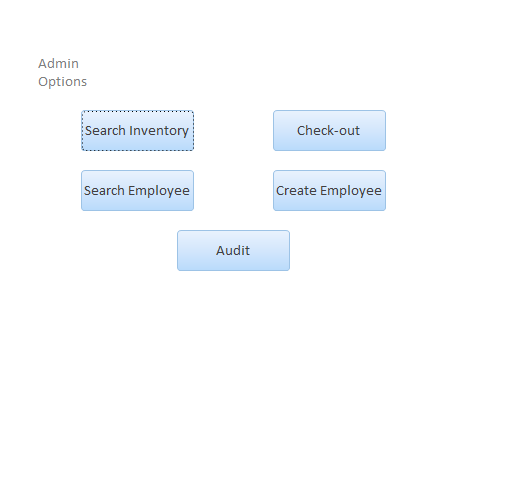 Admin
Options
Search Inventory
Check-out
Search Employee
Create Employee
Audit